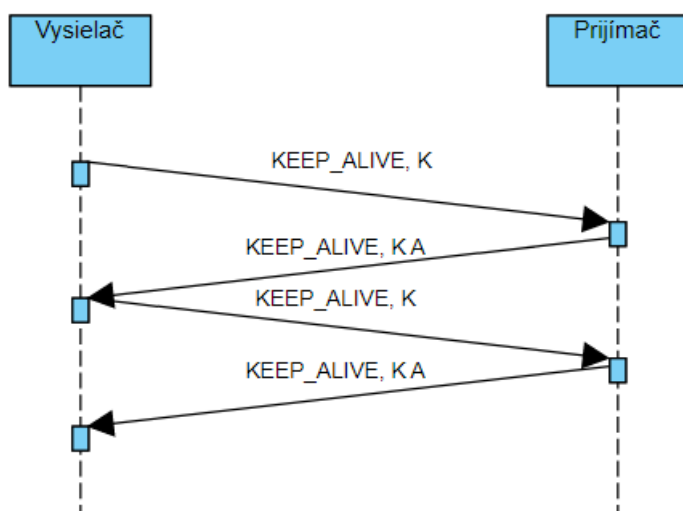 Vysielač
Prijímač
KEEP_ALIVE, K
KEEP_ALIVE, K A
KEEP_ALIVE, K
KEEP_ALIVE, K A